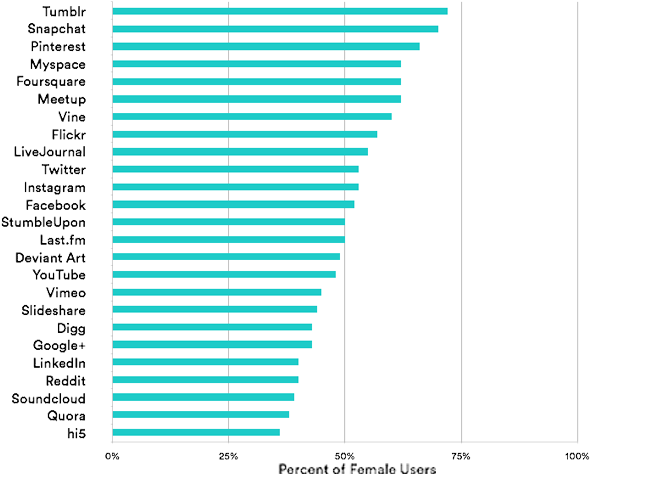 Tumblr
Snapchat
Pinterest
Myspace
Foursquare
Meetup
Vine
Flickr
LiveJournal
Twitter
Instagram
Facebook
StumbleUpon
Last.fm
Deviant Art
YouTube
Vimeo
Slideshare
Digg
Google+
LinkedIn
Reddit
Soundcloud
Quora
hi5
0% 25% 50% 75% 100%
Percent of Female Users